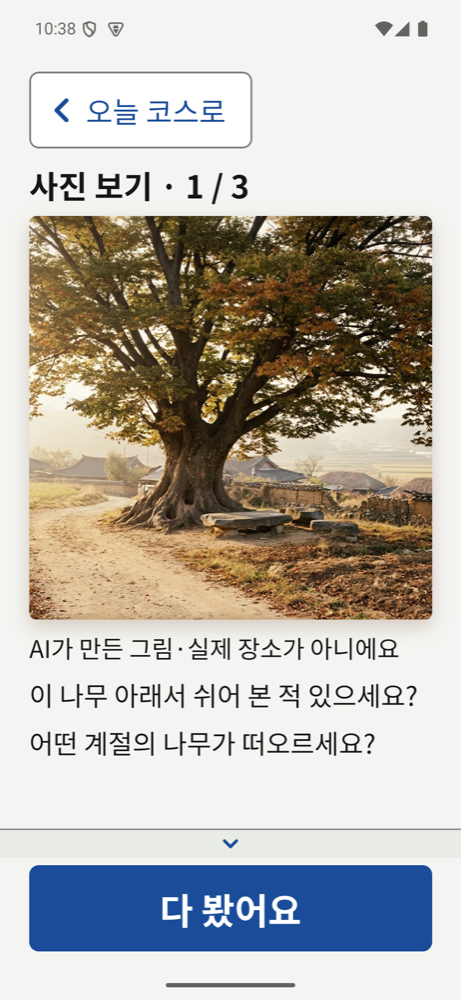 10:38
오늘 코스로
사진 보기 · 1 / 3
AI가 만든 그림·실제 장소가 아니에요
이 나무 아래서 쉬어 본 적 있으세요?
어떤 계절의 나무가 떠오르세요?
다 봤어요